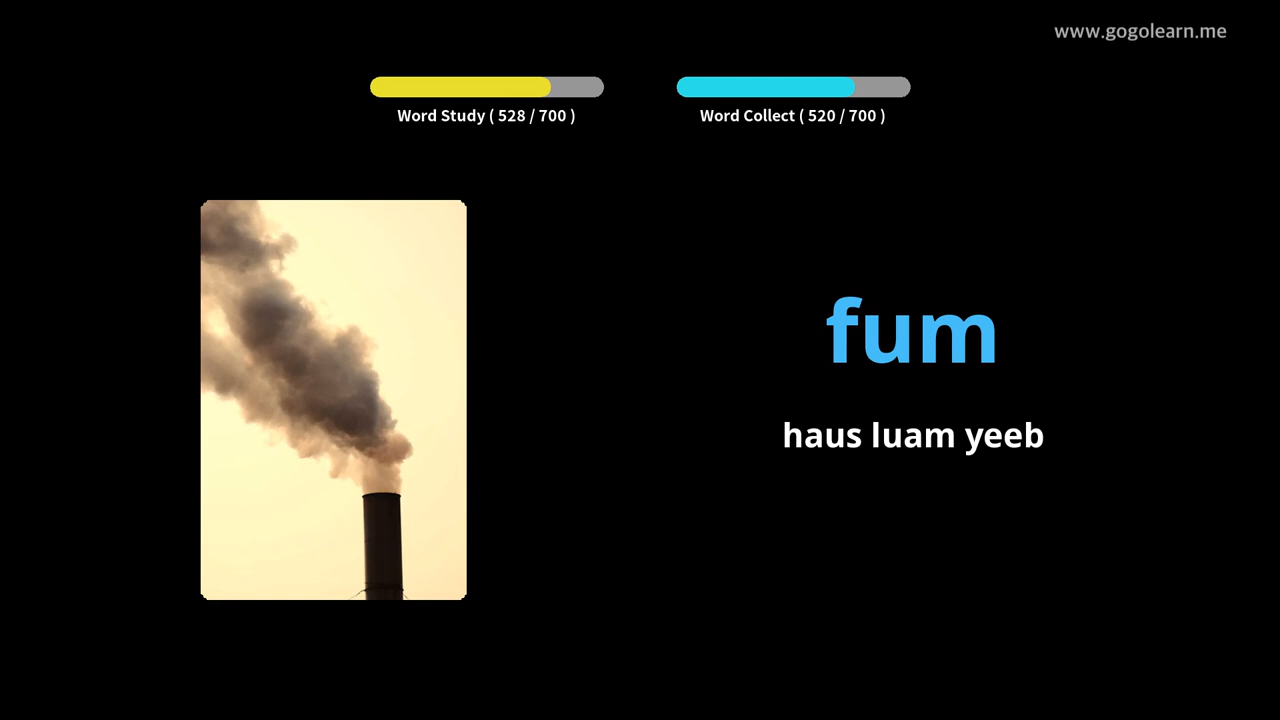 www.gogolearn.me
Word Study ( 528 / 700 )
Word Collect ( 520 / 700 )
fum
haus luam yeeb